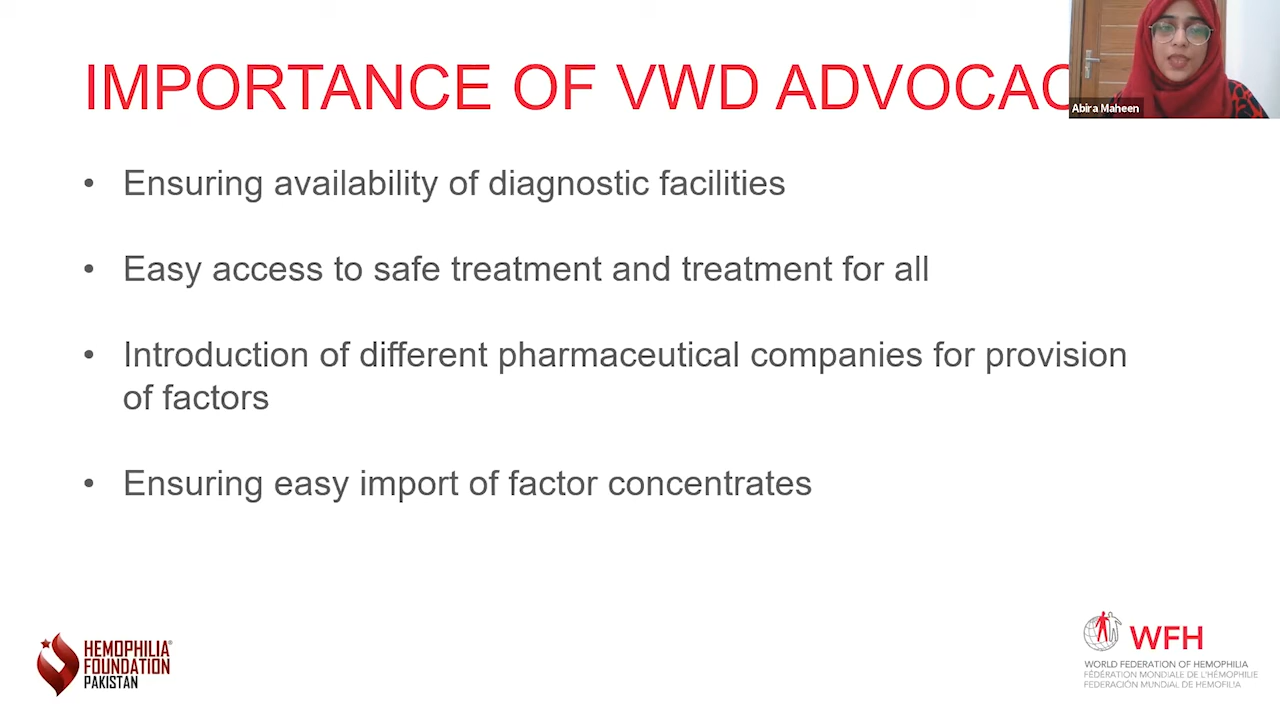 IMPORTANCE OF VWD ADVOCAC
Abira Maheen
• Ensuring availability of diagnostic facilities
• Easy access to safe treatment and treatment for all
• Introduction of different pharmaceutical companies for provision
of factors
• Ensuring easy import of factor concentrates
HEMOPHILIA®
FOUNDATION
PAKISTAN
WFH
WORLD FEDERATION OF HEMOPHILIA
FÉDÉRATION MONDIALE DE L'HÉMOPHILIE
FEDERACIÓN MUNDIAL DE HEMOFILIA